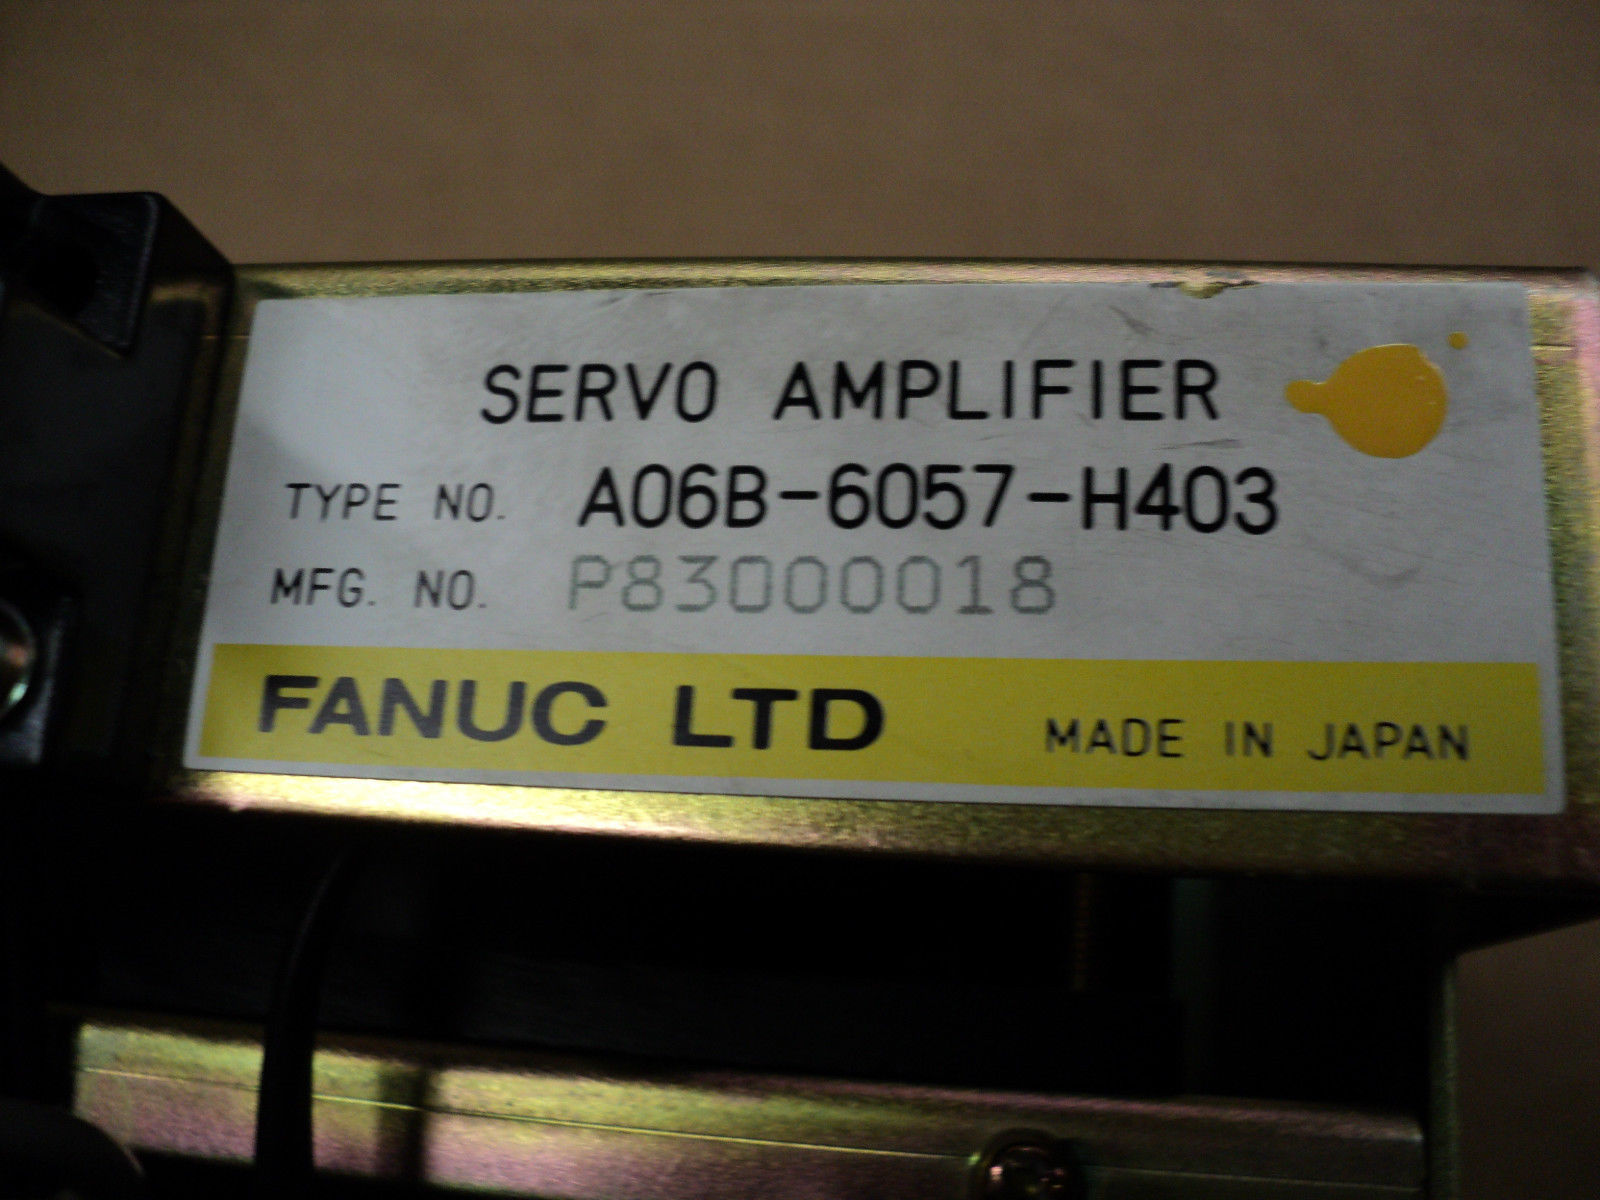 SERVO AMPLIFIER
TYPE NO. A06B-6057-H403
MFG. NO. P83000018
FANUC LTD MADE IN JAPAN